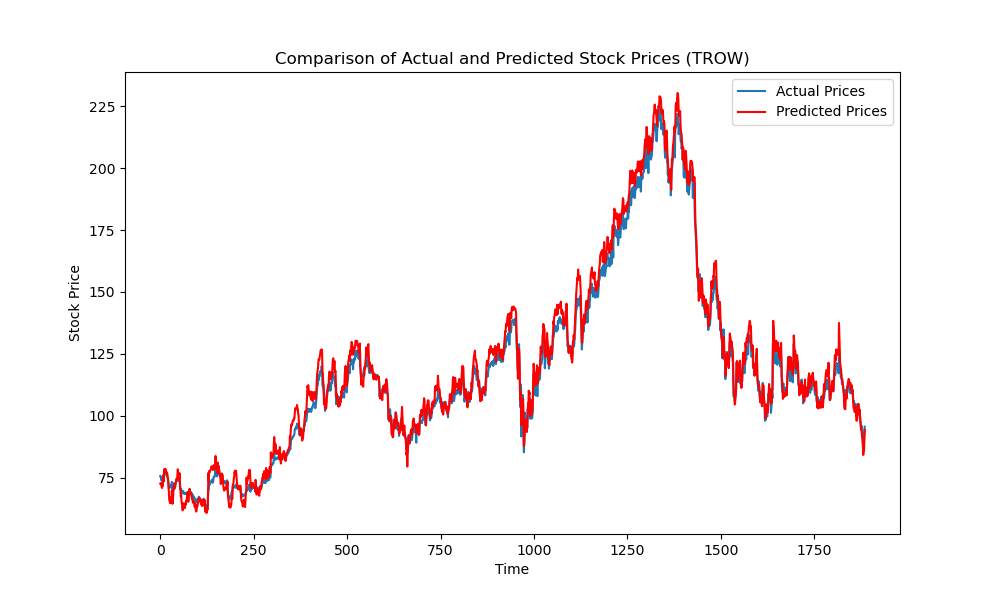 Comparison of Actual and Predicted Stock Prices (TROW)
Actual Prices
Predicted Prices
225
200
175
150
125
100
75
Stock Price
0 250 500 750 1000 1250 1500 1750
Time